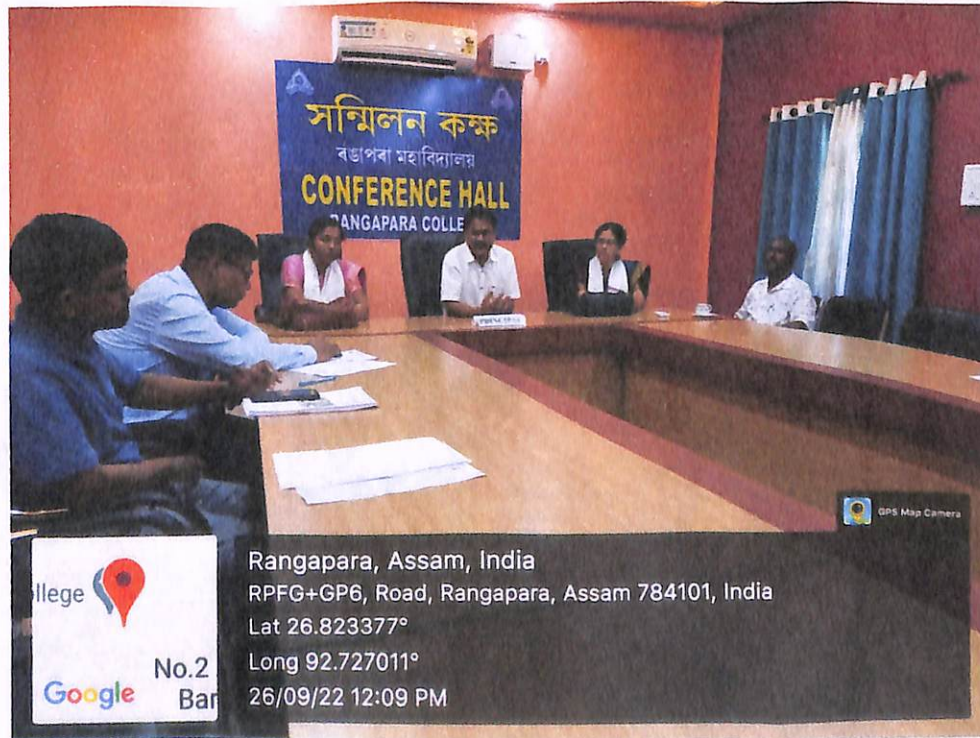 সন্মিলন কক্ষ
ৰঙাপৰা মহাবিদ্যালয়
CONFERENCE HALL
RANGAPARA COLLE
PRINCIPAL
GPS Map Camera
Rangapara, Assam, India
RPFG+GP6, Road, Rangapara, Assam 784101, India
Lat 26.823377°
Long 92.727011°
26/09/22 12:09 PM
llege
No.2
Bar
Google